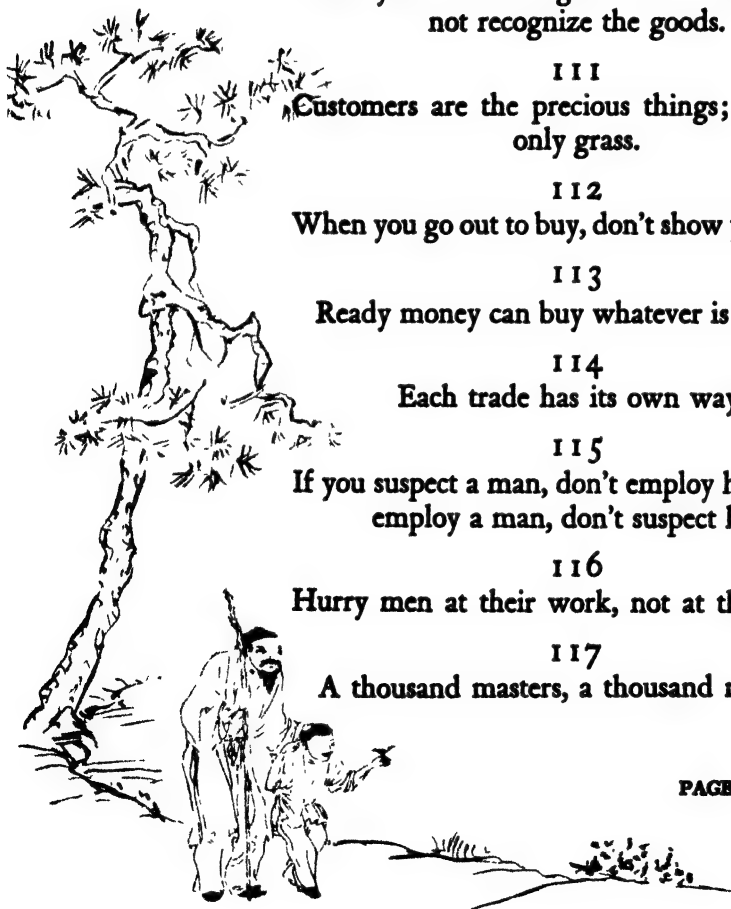 not recognize the goods.
111
Customers are the precious things;
only grass.
112
When you go out to buy, don't show
113
Ready money can buy whatever is
114
Each trade has its own way
115
If you suspect a man, don't employ
employ a man, don't suspect
116
Hurry men at their work, not at
117
A thousand masters, a thousand
PAGE